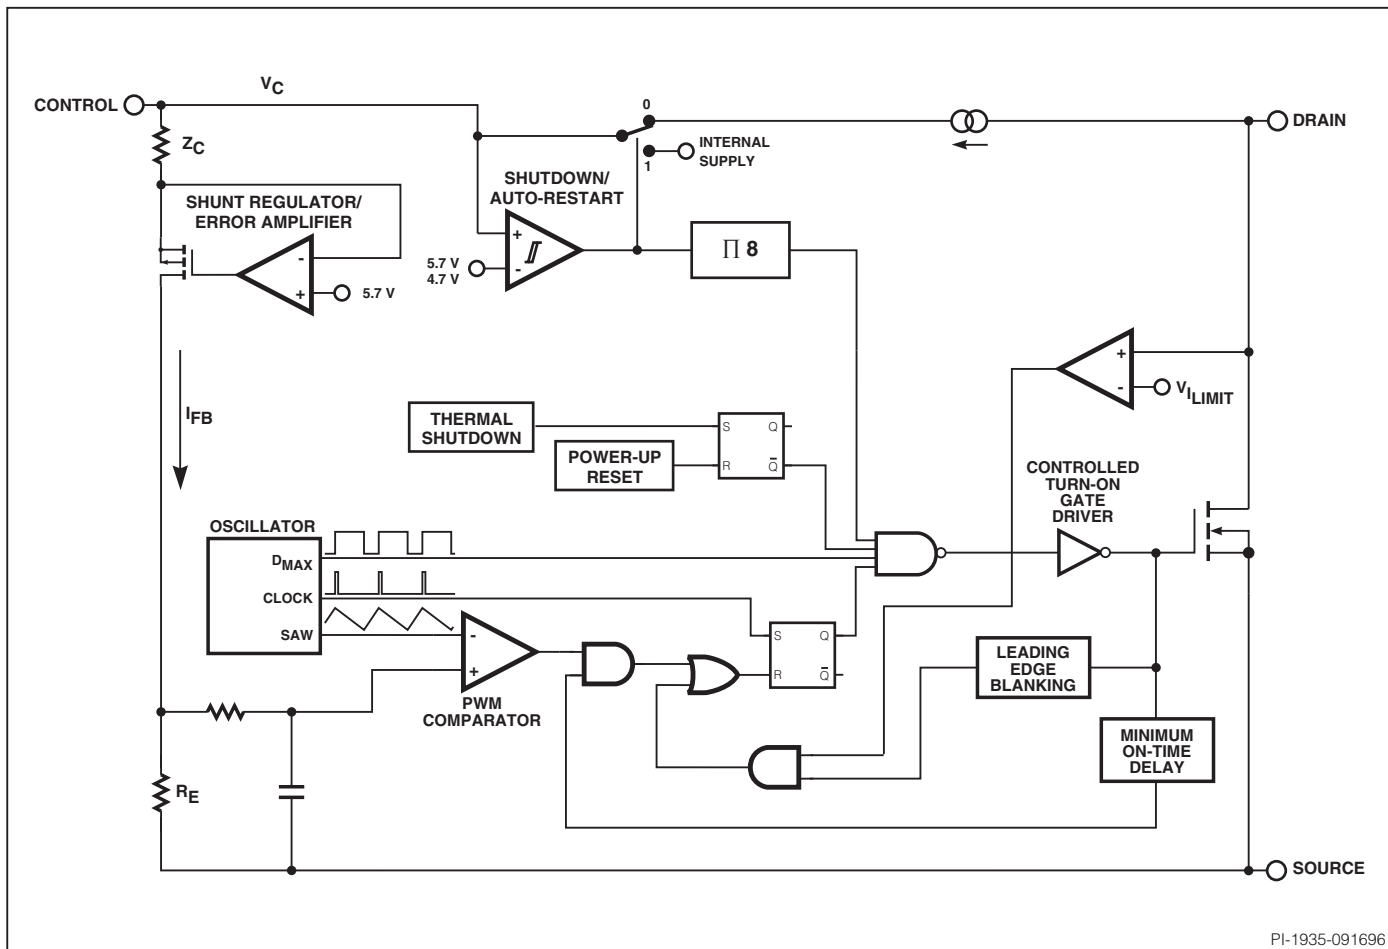 V_C
CONTROL
0
DRAIN
INTERNAL
SUPPLY
1
Z_C
SHUNT REGULATOR/
ERROR AMPLIFIER
SHUTDOWN/
AUTO-RESTART
-
+
5.7 V
+
-
5.7 V
4.7 V
∏ 8
+
-
V_I_LIMIT
I_FB
THERMAL
SHUTDOWN
POWER-UP
RESET
S
Q
R
Q̅
CONTROLLED
TURN-ON
GATE
DRIVER
OSCILLATOR
D_MAX
CLOCK
SAW
-
+
PWM
COMPARATOR
S
Q
R
Q̅
LEADING
EDGE
BLANKING
MINIMUM
ON-TIME
DELAY
R_E
SOURCE
PI-1935-091696